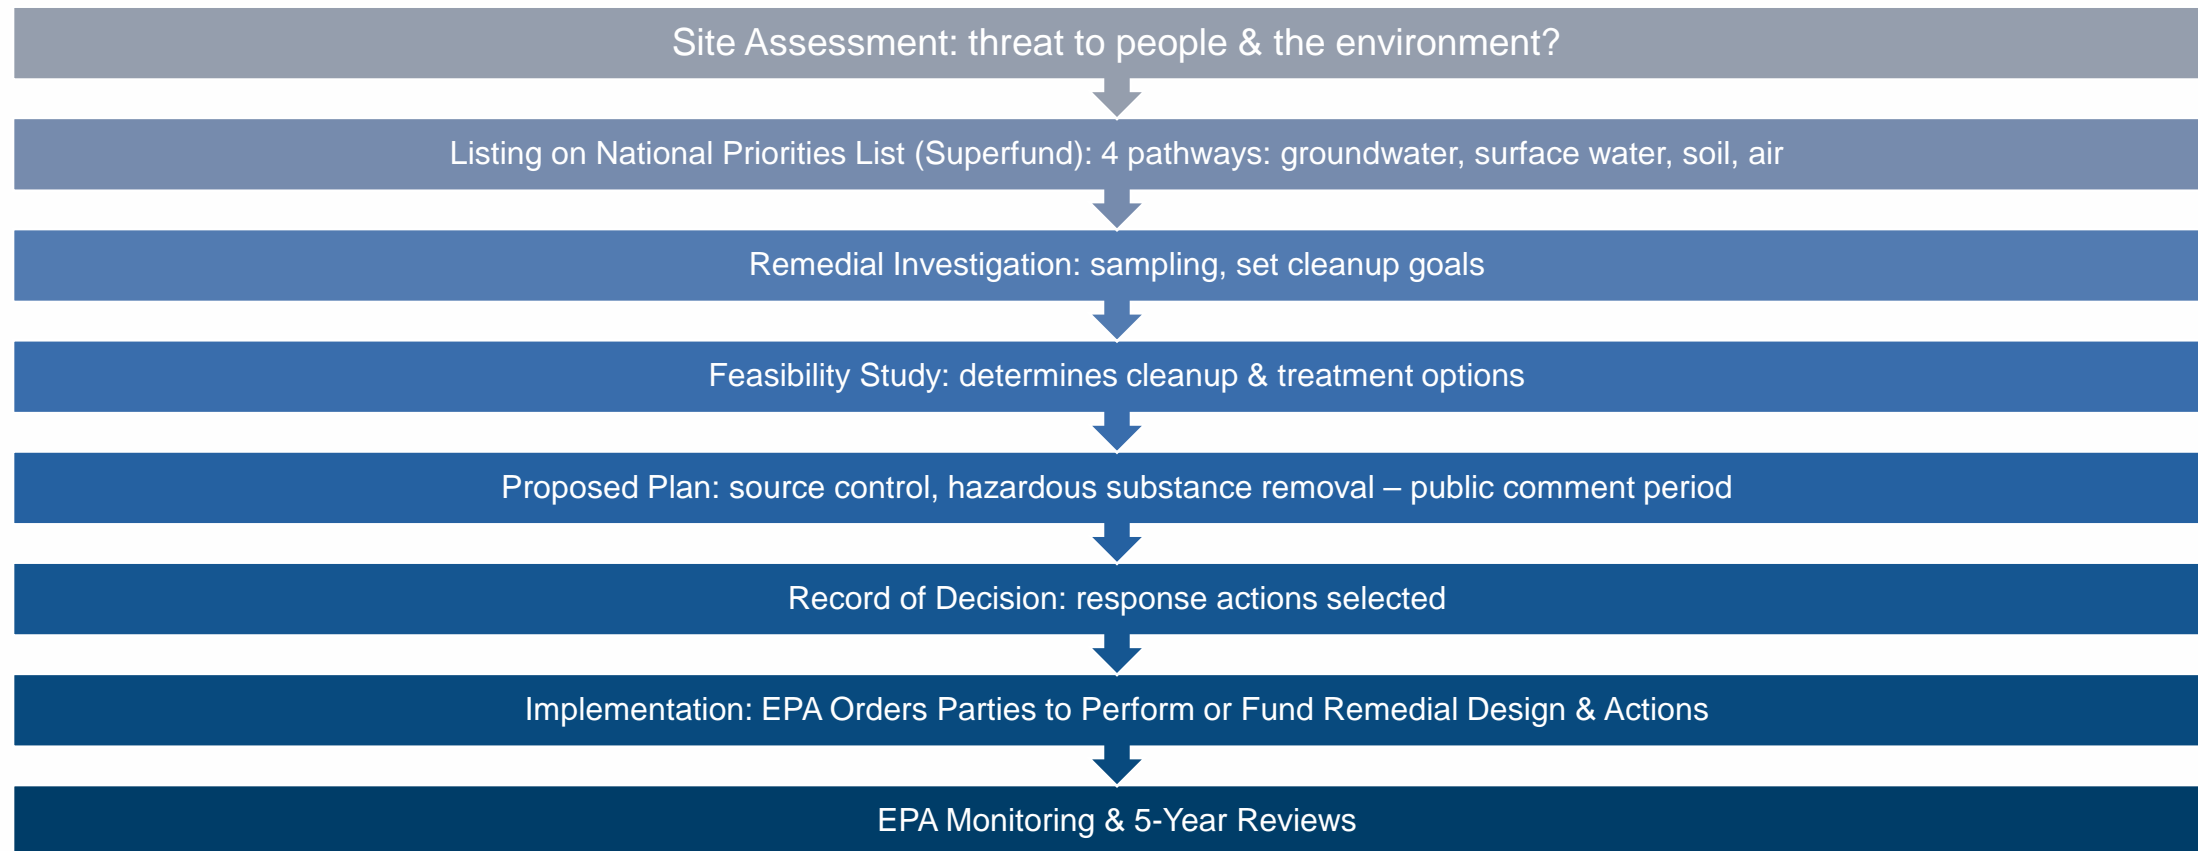 Site Assessment: threat to people & the environment?
Listing on National Priorities List (Superfund): 4 pathways: groundwater, surface water, soil, air
Remedial Investigation: sampling, set cleanup goals
Feasibility Study: determines cleanup & treatment options
Proposed Plan: source control, hazardous substance removal – public comment period
Record of Decision: response actions selected
Implementation: EPA Orders Parties to Perform or Fund Remedial Design & Actions
EPA Monitoring & 5-Year Reviews